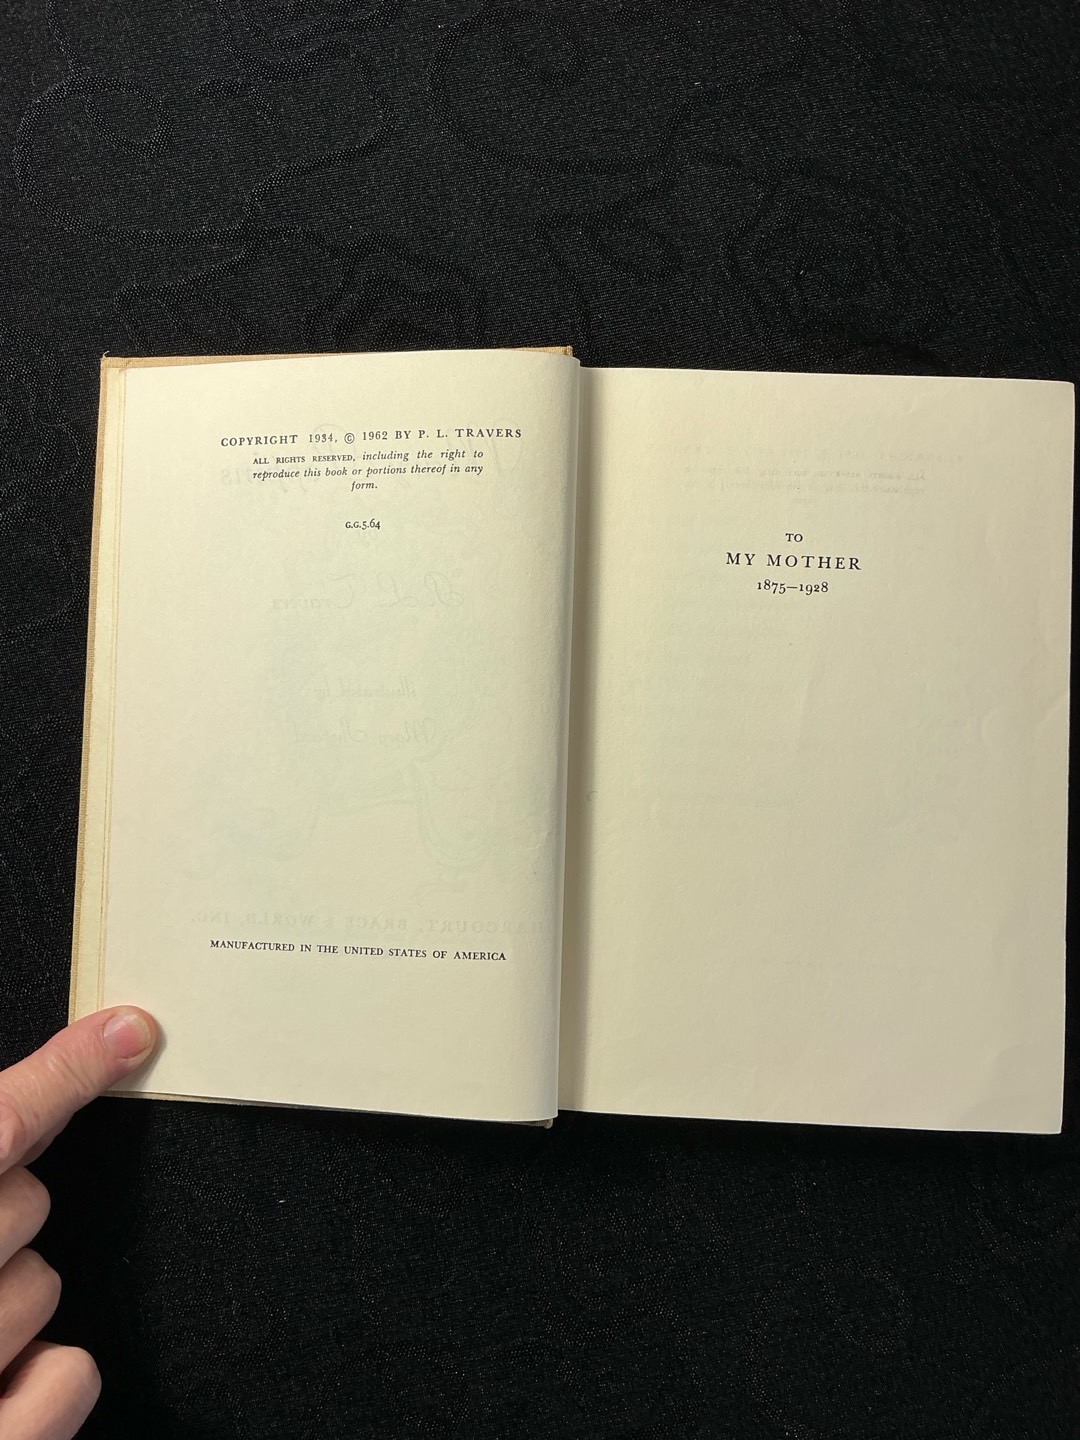 COPYRIGHT 1934, © 1962 BY P. L. TRAVERS
ALL RIGHTS RESERVED, including the right to
reproduce this book or portions thereof in any
form.
G.G.5.64
MANUFACTURED IN THE UNITED STATES OF AMERICA
TO
MY MOTHER
1875—1928